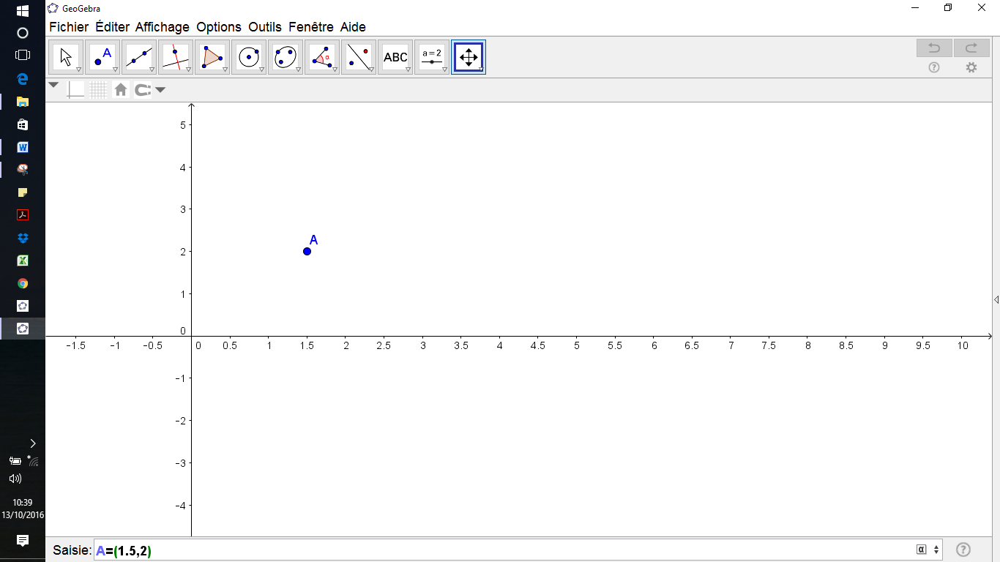 GeoGebra
Fichier Éditer Affichage Options Outils Fenêtre Aide
A
α
ABC
a=2
5
4
3
A
2
1
0
-1.5 -1 -0.5 0 0.5 1 1.5 2 2.5 3 3.5 4 4.5 5 5.5 6 6.5 7 7.5 8 8.5 9 9.5 10
-1
-2
-3
-4
10:39
13/10/2016
Saisie: A=(1.5,2) α